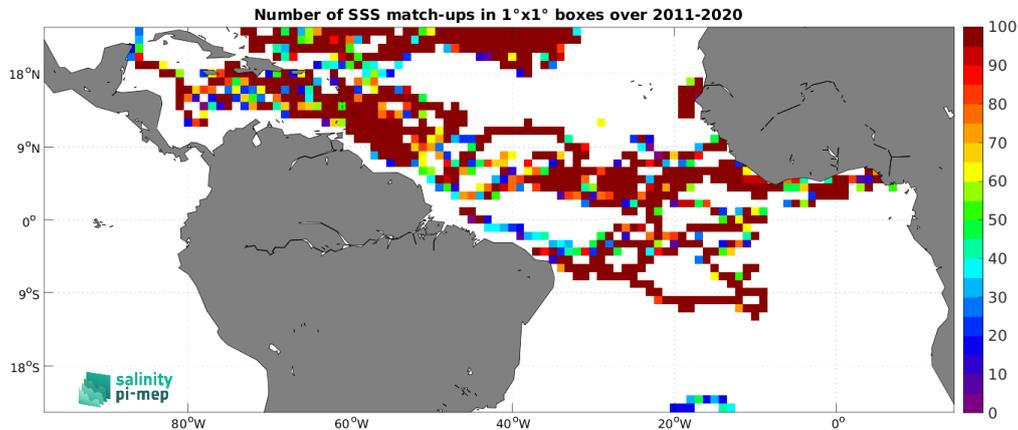 Number of SSS match-ups in 1°x1° boxes over 2011-2020
100
90
80
70
60
50
40
30
20
10
0
18°N
9°N
0°
9°S
18°S
80°W
60°W
40°W
20°W
0°
salinity
pi-mep